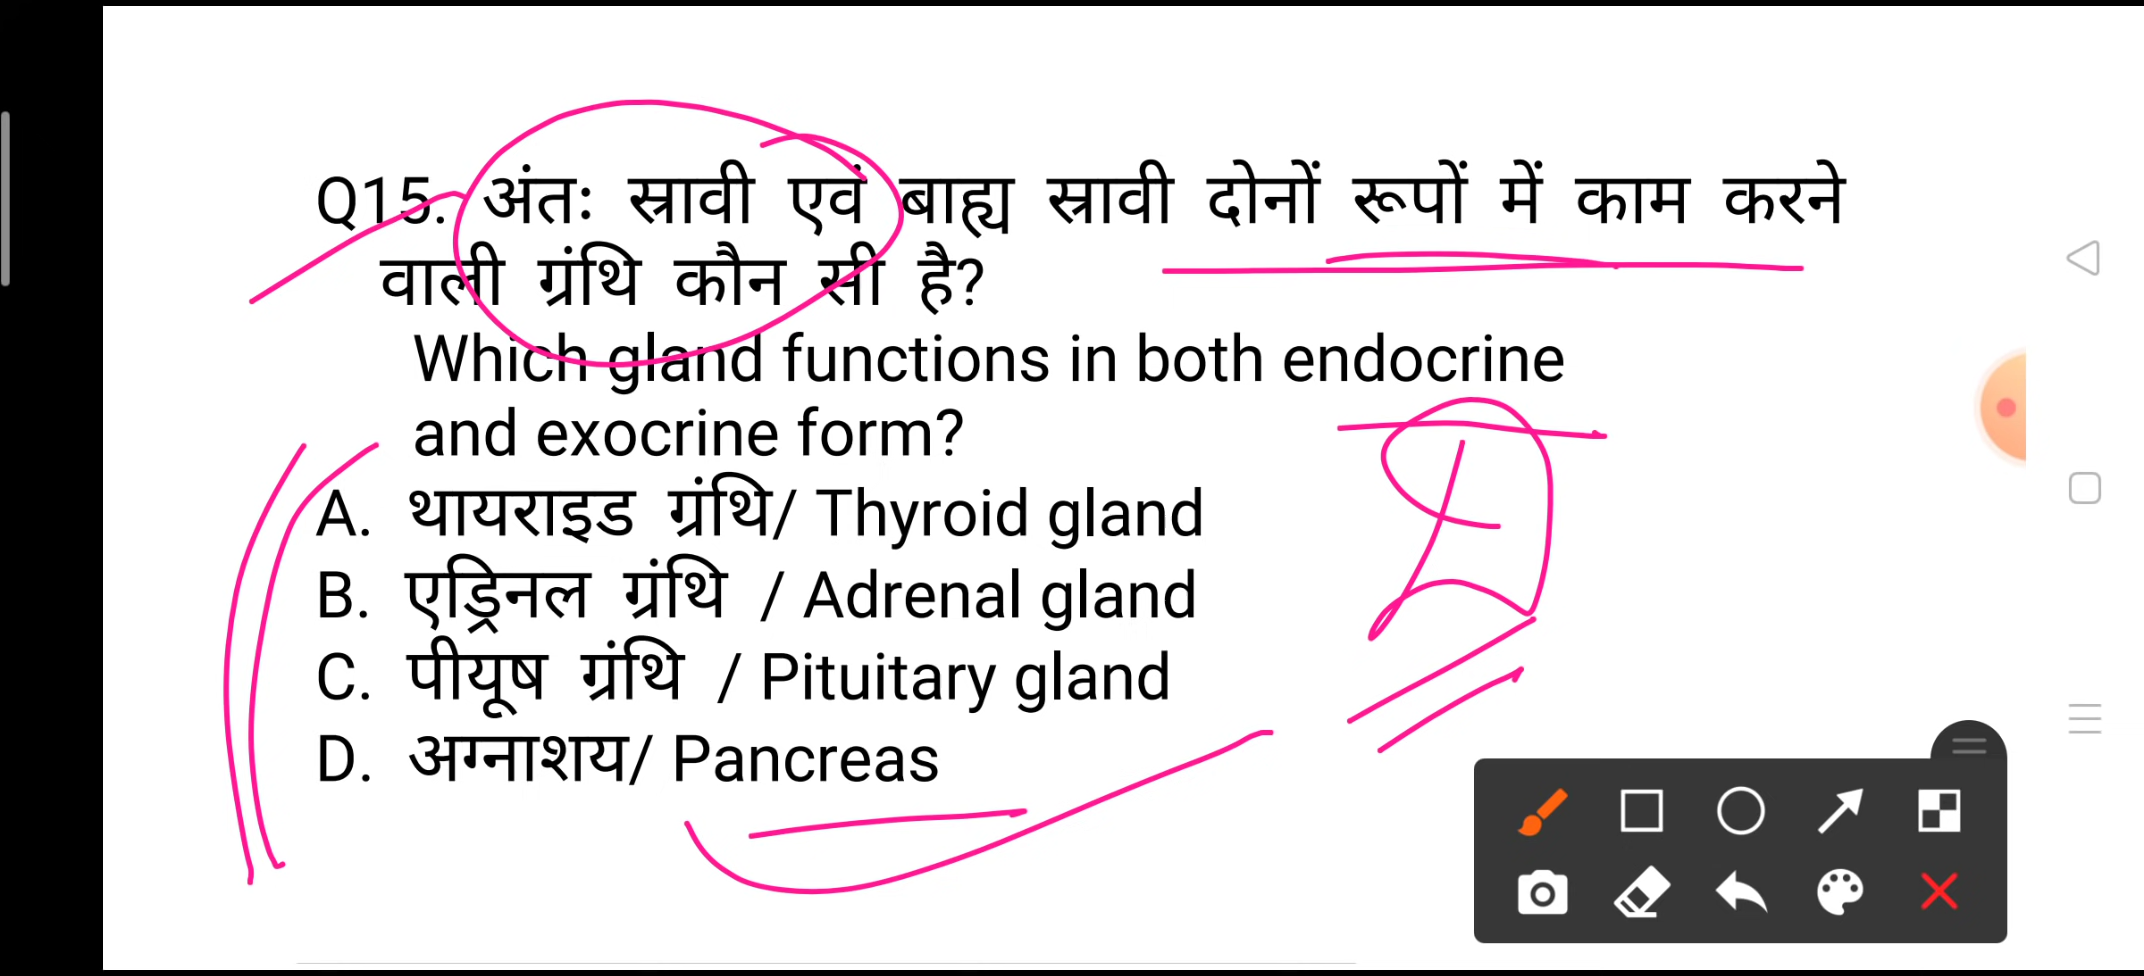 Q15. अंतः स्रावी एवं बाह्य स्रावी दोनों रूपों में काम करने
वाली ग्रंथि कौन सी है?
Which gland functions in both endocrine
and exocrine form?
A. थायराइड ग्रंथि/ Thyroid gland
B. एड्रिनल ग्रंथि / Adrenal gland
C. पीयूष ग्रंथि / Pituitary gland
D. अग्नाशय/ Pancreas